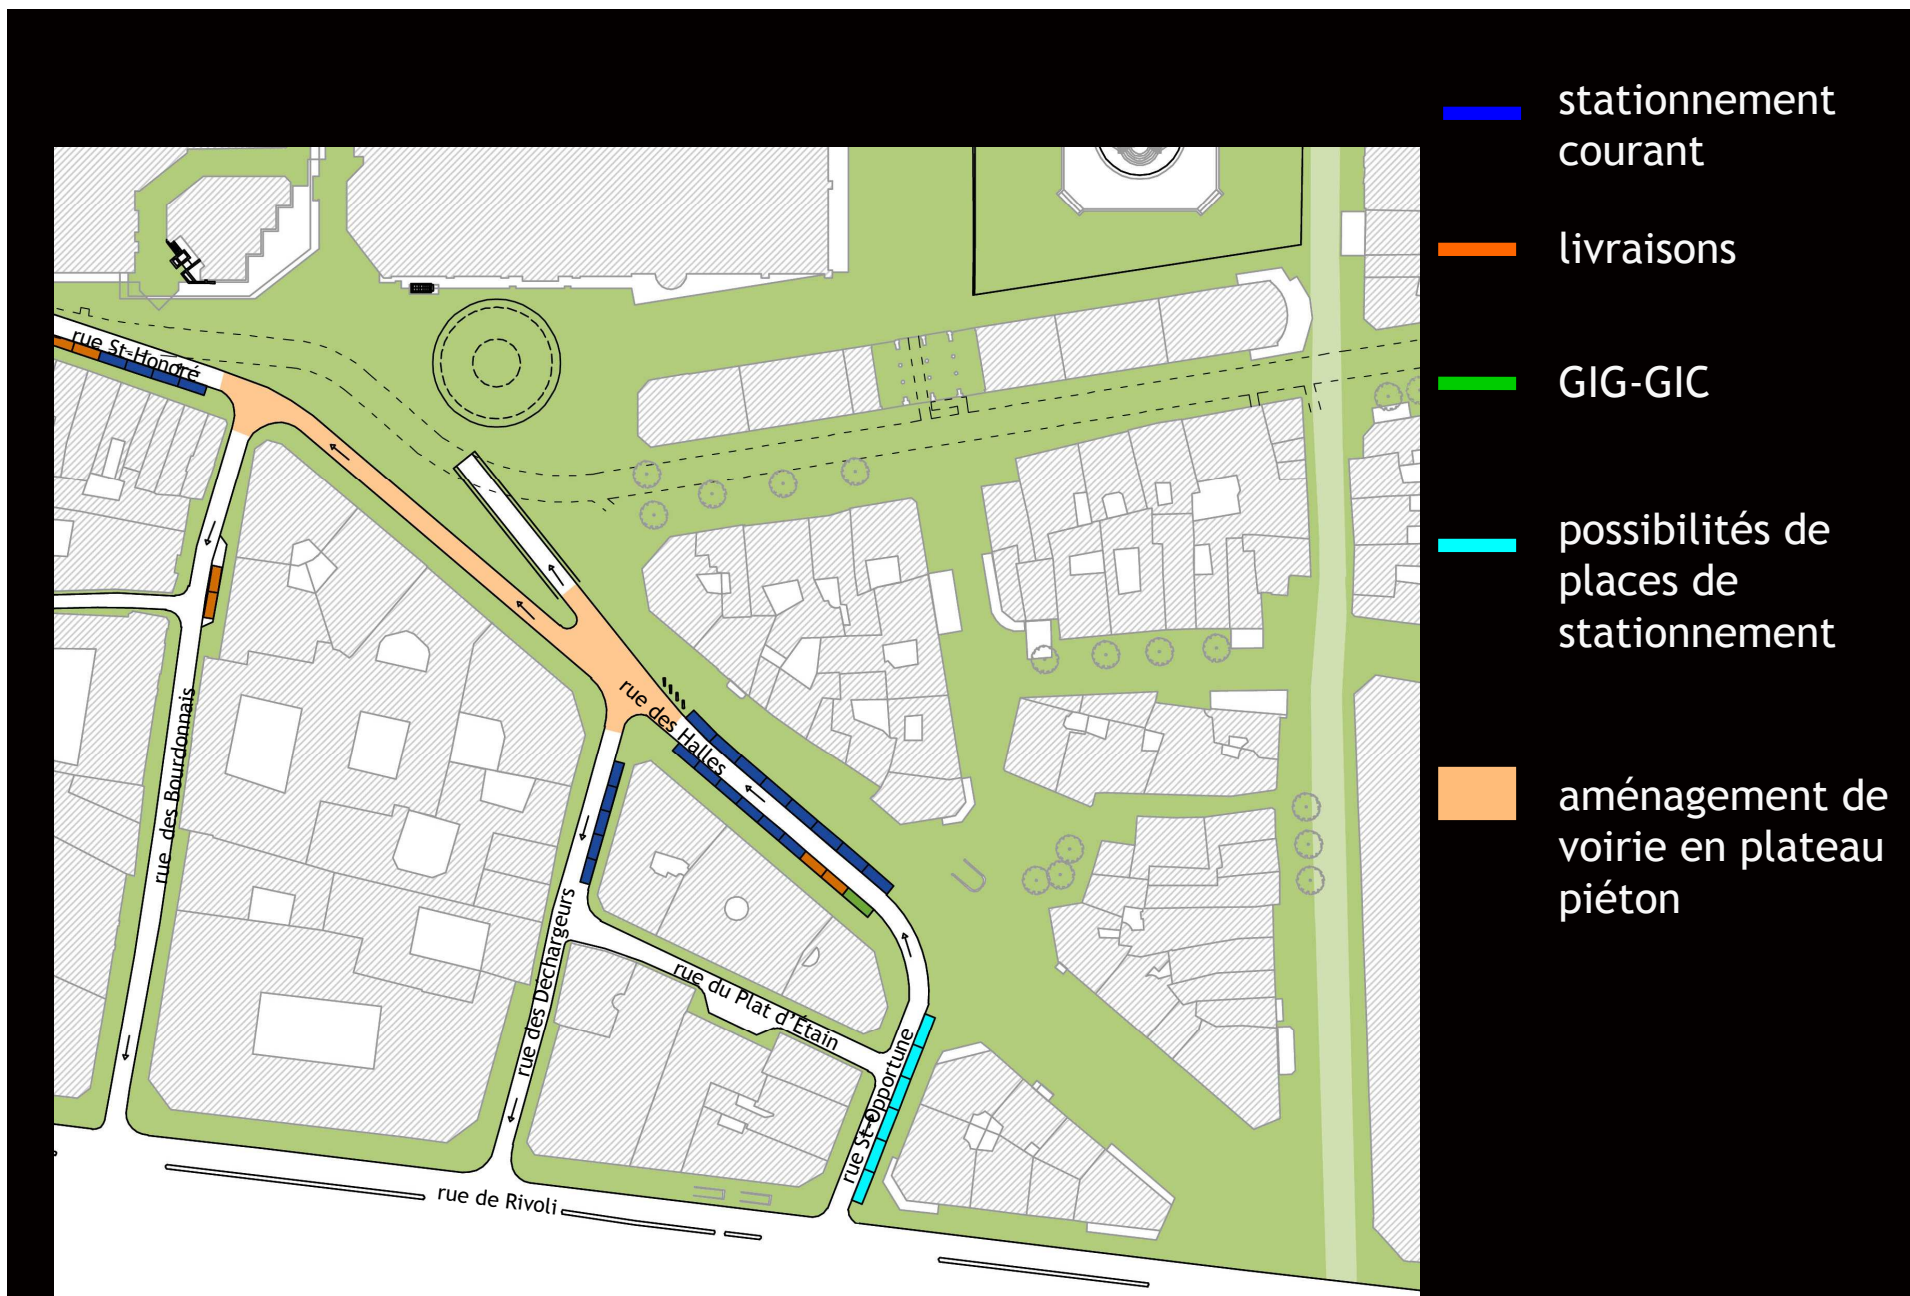 stationnement
courant
livraisons
GIG-GIC
possibilités de
places de
stationnement
aménagement de
voirie en plateau
piéton
rue St-Honoré
rue des Halles
rue des Bourdonnais
rue des Déchargeurs
rue du Plat d'Étain
rue St-Opportune
rue de Rivoli